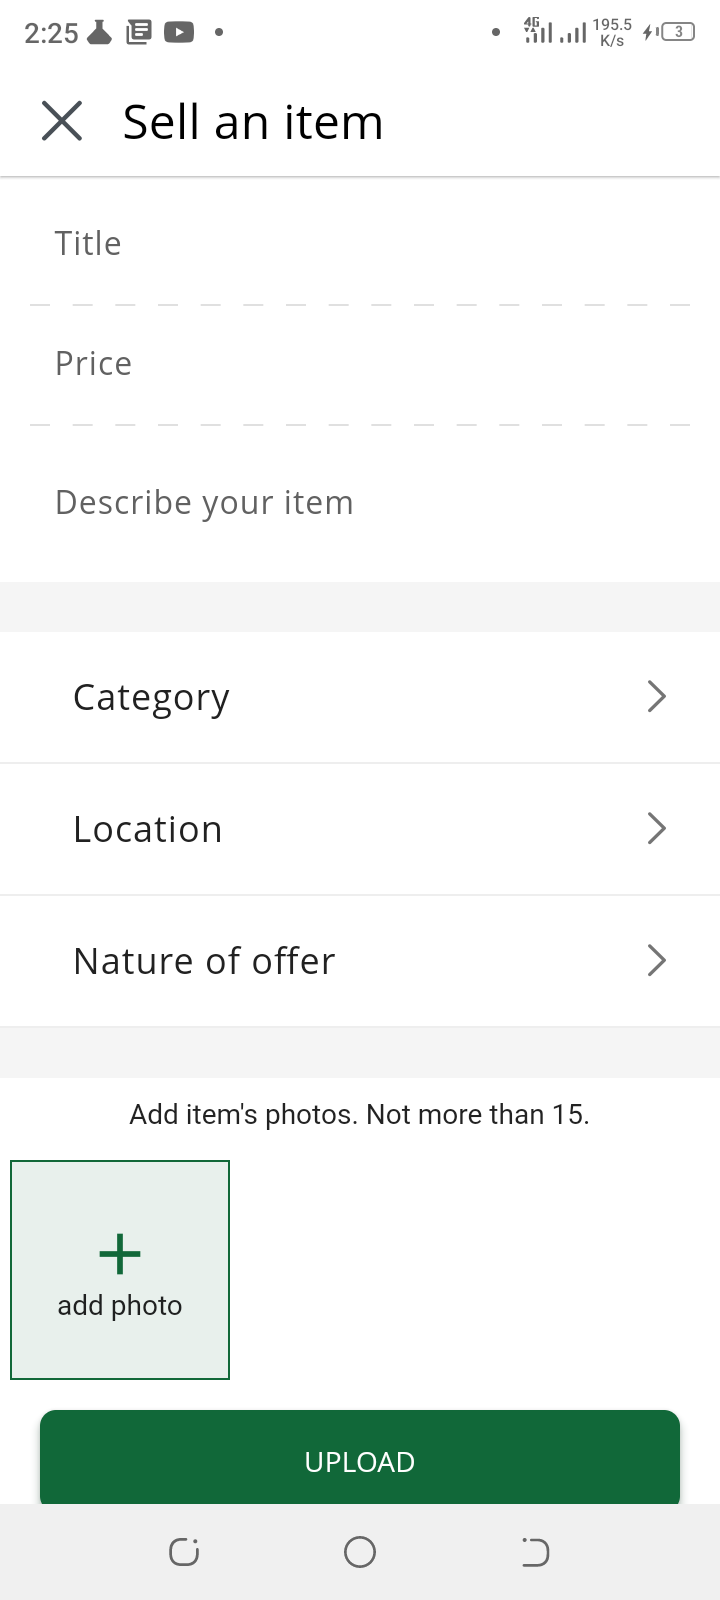 2:25
4G 195.5 K/s 3
Sell an item
Title
Price
Describe your item
Category
Location
Nature of offer
Add item's photos. Not more than 15.
add photo
UPLOAD